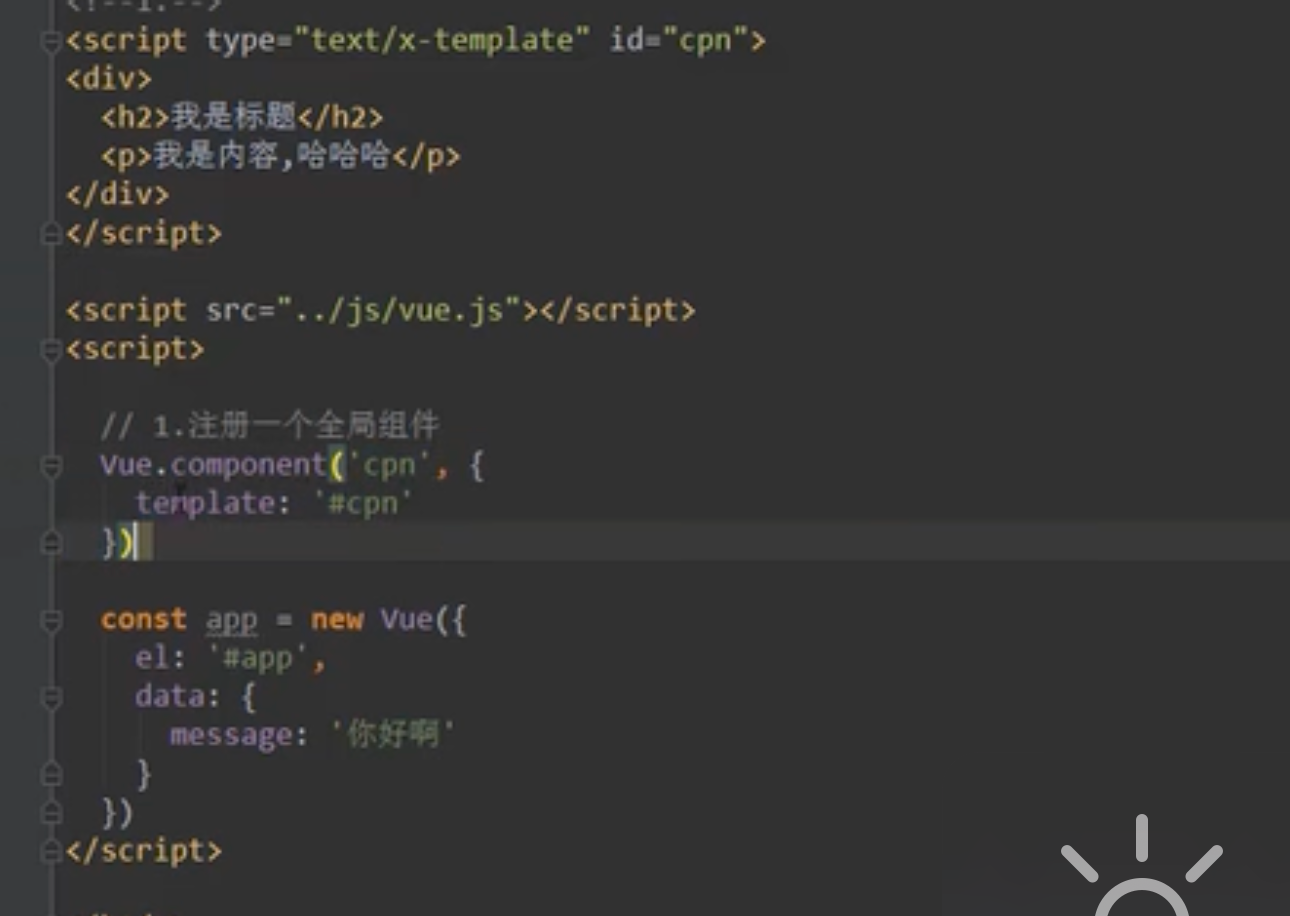 <!--1.-->
<script type="text/x-template" id="cpn">
<div>
  <h2>我是标题</h2>
  <p>我是内容,哈哈哈</p>
</div>
</script>
<script src="../js/vue.js"></script>
<script>
  // 1.注册一个全局组件
  Vue.component('cpn', {
    template: '#cpn'
  })
  const app = new Vue({
    el: '#app',
    data: {
      message: '你好啊'
    }
  })
</script>